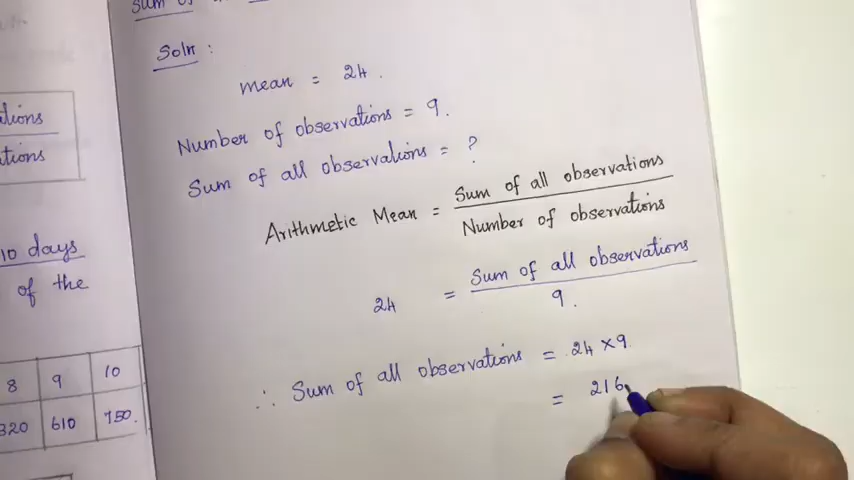 Sum of
Soln :
mean = 24.
Number of observations = 9.
Sum of all observations = ?
Arithmetic Mean = Sum of all observations
Number of observations
24 = Sum of all observations
9.
∴ Sum of all observations = 24 × 9
= 216
10 days
of the
8 9 10
320 610 750.